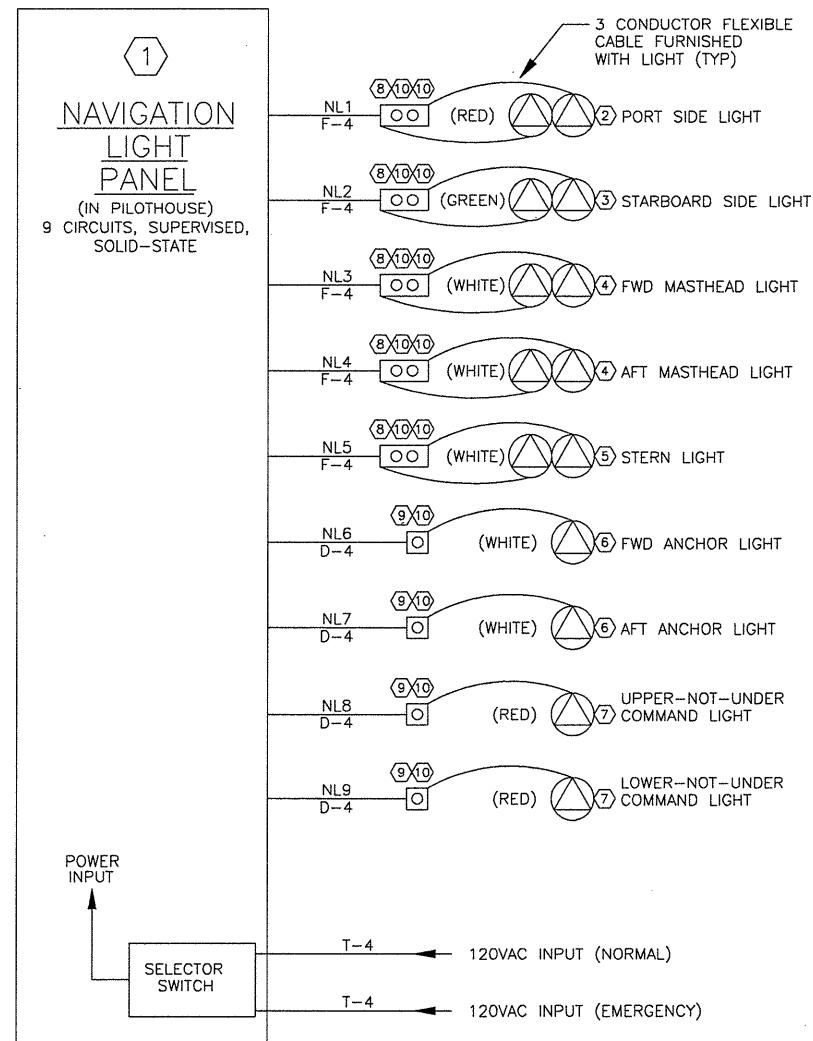 3 CONDUCTOR FLEXIBLE
CABLE FURNISHED
WITH LIGHT (TYP)
1
NAVIGATION
LIGHT
PANEL
(IN PILOTHOUSE)
9 CIRCUITS, SUPERVISED,
SOLID-STATE
8 10 10
NL1
F-4
(RED)
2 PORT SIDE LIGHT
8 10 10
NL2
F-4
(GREEN)
3 STARBOARD SIDE LIGHT
8 10 10
NL3
F-4
(WHITE)
4 FWD MASTHEAD LIGHT
8 10 10
NL4
F-4
(WHITE)
4 AFT MASTHEAD LIGHT
8 10 10
NL5
F-4
(WHITE)
5 STERN LIGHT
9 10
NL6
D-4
(WHITE)
6 FWD ANCHOR LIGHT
9 10
NL7
D-4
(WHITE)
6 AFT ANCHOR LIGHT
9 10
NL8
D-4
(RED)
7
UPPER-NOT-UNDER
COMMAND LIGHT
9 10
NL9
D-4
(RED)
7
LOWER-NOT-UNDER
COMMAND LIGHT
POWER
INPUT
SELECTOR
SWITCH
T-4
120VAC INPUT (NORMAL)
T-4
120VAC INPUT (EMERGENCY)